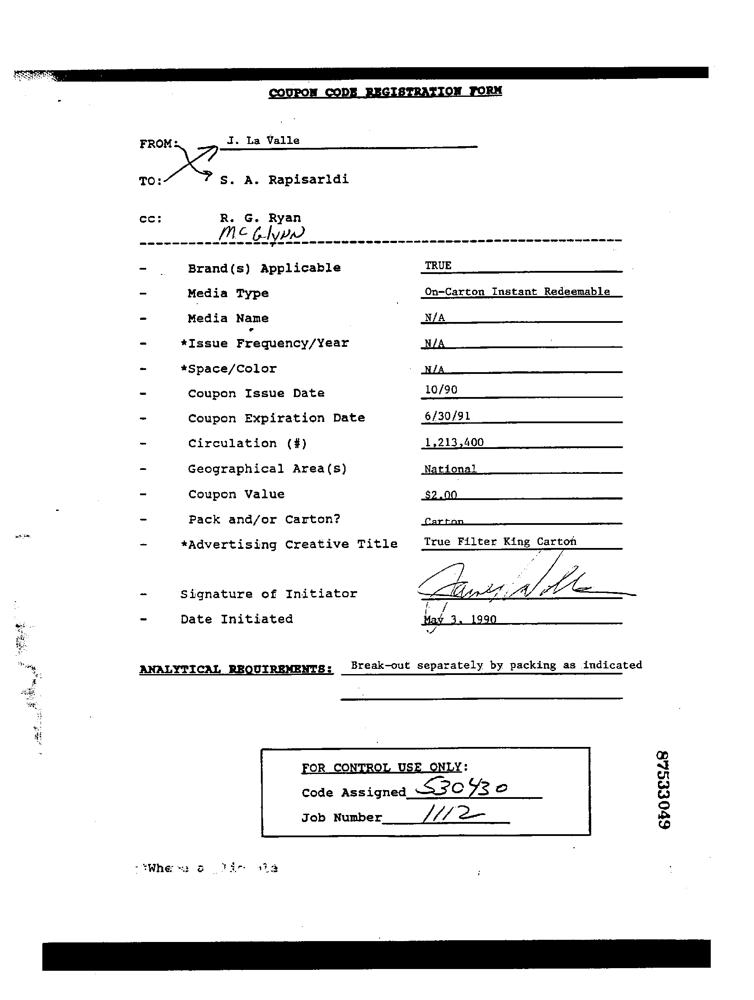 COUPON CODE REGISTRATION FORM
FROM: J. La Valle
TO: S. A. Rapisarldi
cc: R. G. Ryan
McGlynn
- Brand(s) Applicable TRUE
- Media Type On-Carton Instant Redeemable
- Media Name N/A
- *Issue Frequency/Year N/A
- *Space/Color N/A
- Coupon Issue Date 10/90
- Coupon Expiration Date 6/30/91
- Circulation (#) 1,213,400
- Geographical Area(s) National
- Coupon Value $2.00
- Pack and/or Carton? Carton
- *Advertising Creative Title True Filter King Carton
- Signature of Initiator
- Date Initiated May 3, 1990
ANALYTICAL REQUIREMENTS: Break-out separately by packing as indicated
FOR CONTROL USE ONLY:
Code Assigned 530430
Job Number 1112
87533049